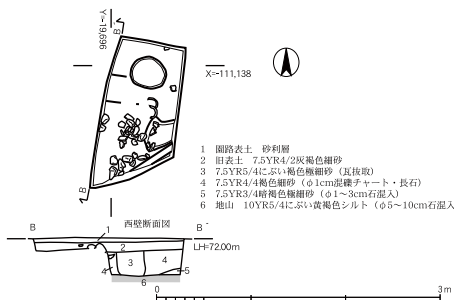 Y=-19,696
B´
X=-111,138
B
1 園路表土 砂利層
2 旧表土 7.5YR4/2灰褐色細砂
3 7.5YR5/4にぶい褐色極細砂（瓦抜取）
4 7.5YR4/4褐色細砂（φ1cm混礫チャート・長石）
5 7.5YR3/4暗褐色極細砂（φ1～3cm石混入）
6 地山 10YR5/4にぶい黄褐色シルト（φ5～10cm石混入
西壁断面図
B
B´
1
LH=72.00m
2
3
4
4
5
6
0
3m